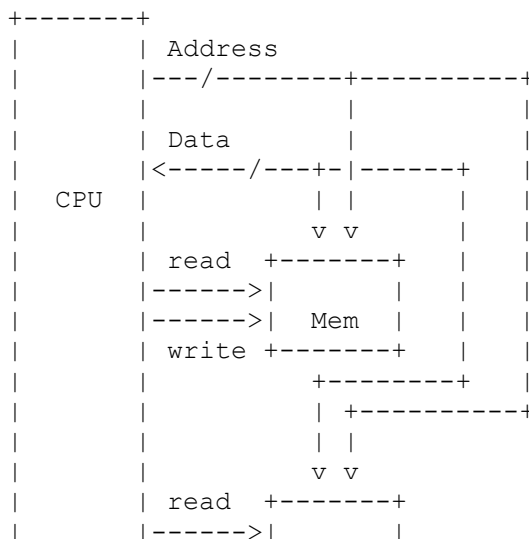 Address
Data
CPU
read
Mem
write
read